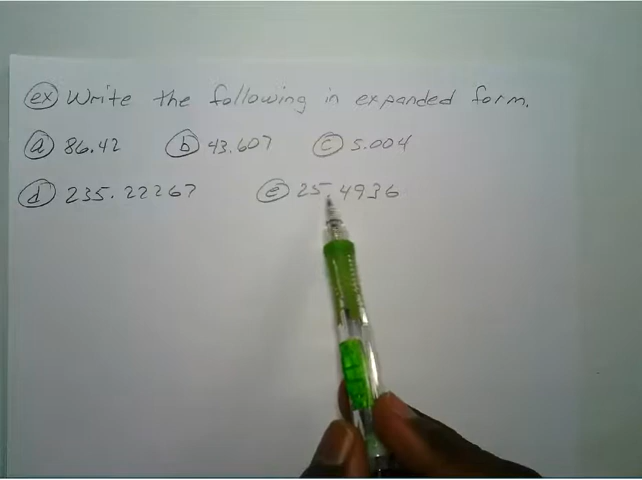 ex Write the following in expanded form.
a 86.42 b 43.607 c 5.004
d 235.22267 e 25.4936